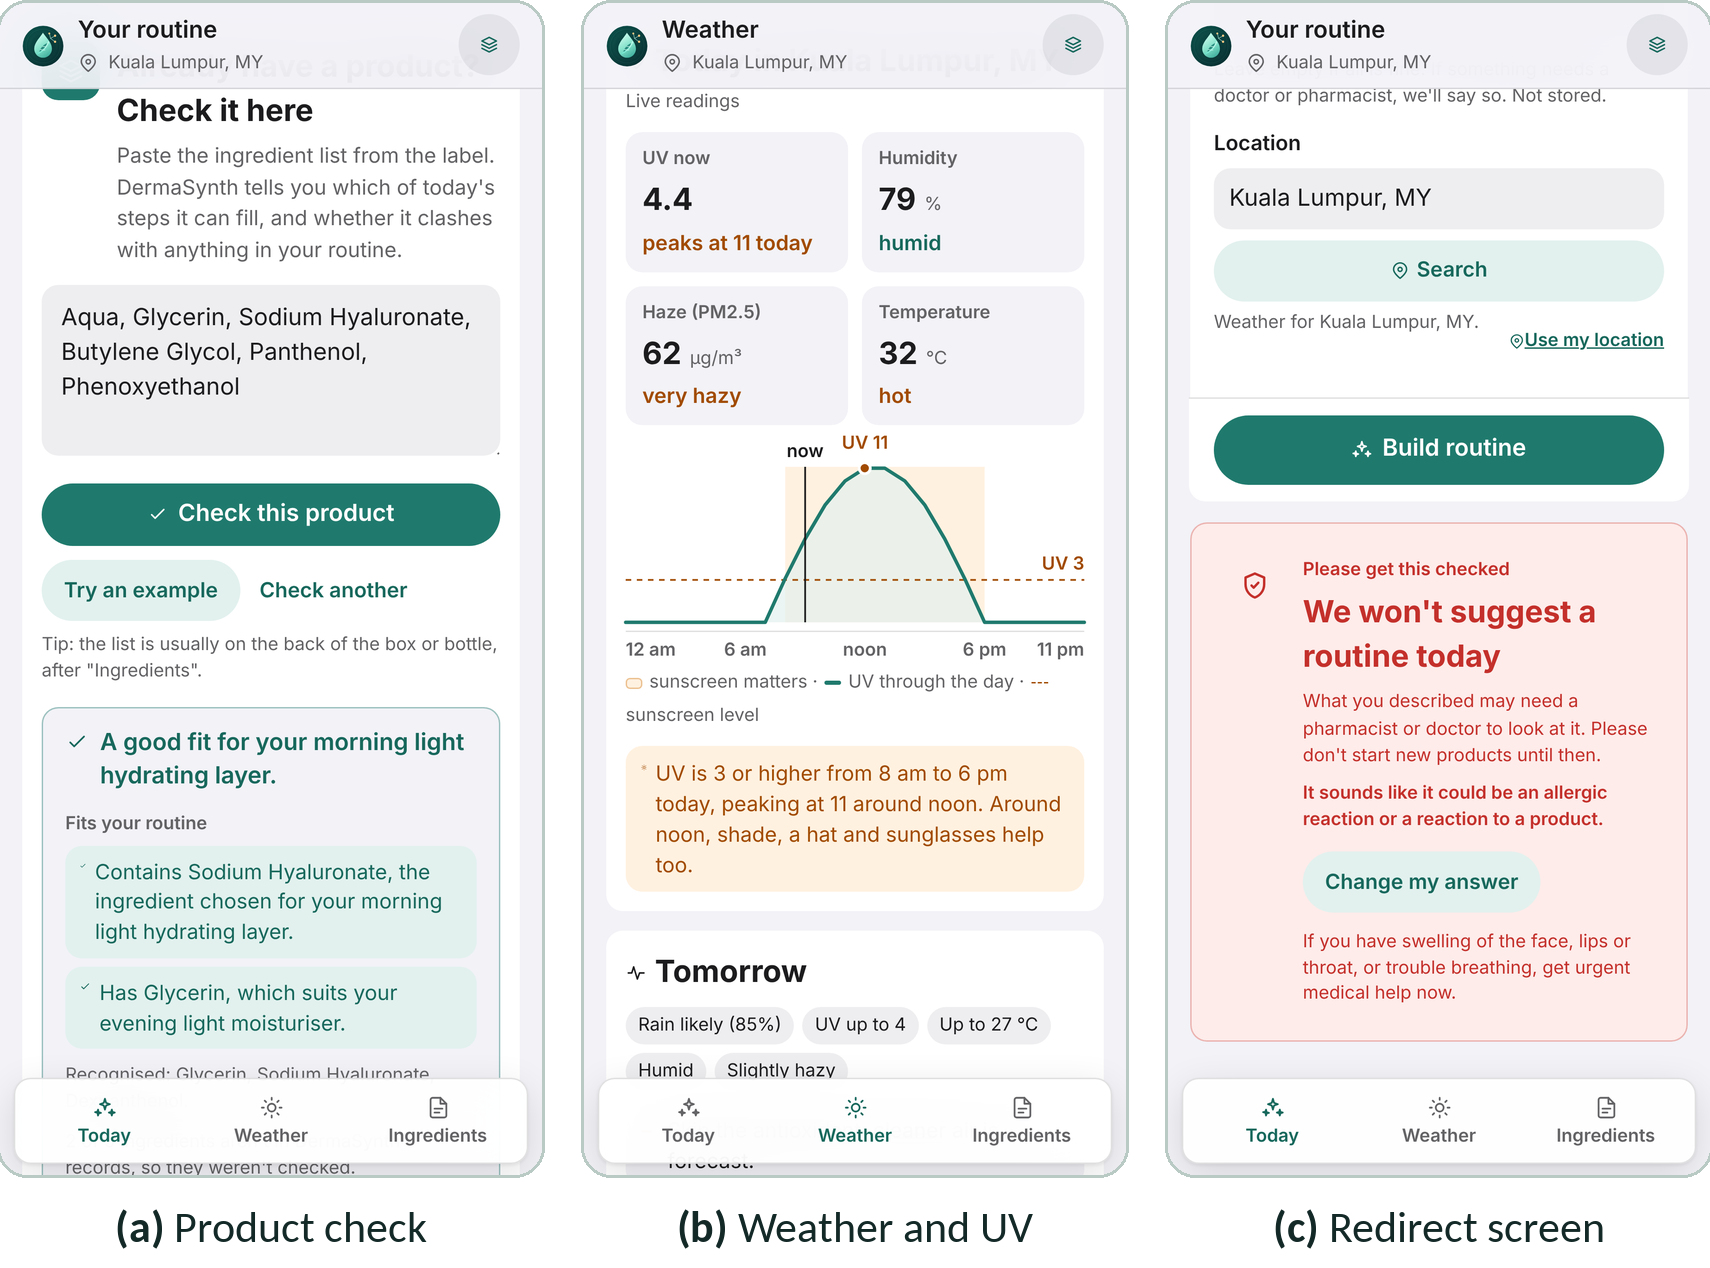 Your routine
Kuala Lumpur, MY
Already have a product?
Check it here
Paste the ingredient list from the label.
DermaSynth tells you which of today's
steps it can fill, and whether it clashes
with anything in your routine.
Aqua, Glycerin, Sodium Hyaluronate,
Butylene Glycol, Panthenol,
Phenoxyethanol
Check this product
Try an example
Check another
Tip: the list is usually on the back of the box or bottle,
after "Ingredients".
A good fit for your morning light
hydrating layer.
Fits your routine
Contains Sodium Hyaluronate, the
ingredient chosen for your morning
light hydrating layer.
Has Glycerin, which suits your
evening light moisturiser.
Recognised: Glycerin, Sodium Hyaluronate
records, so they weren't checked.
Today
Weather
Ingredients
(a) Product check
Weather
Kuala Lumpur, MY
Kuala Lumpur, MY
Live readings
UV now
4.4
peaks at 11 today
Humidity
79 %
humid
Haze (PM2.5)
62 µg/m³
very hazy
Temperature
32 °C
hot
now
UV 11
UV 3
12 am
6 am
noon
6 pm
11 pm
sunscreen matters · UV through the day · ---
sunscreen level
UV is 3 or higher from 8 am to 6 pm
today, peaking at 11 around noon. Around
noon, shade, a hat and sunglasses help
too.
Tomorrow
Rain likely (85%)
UV up to 4
Up to 27 °C
Humid
Slightly hazy
forecast.
Today
Weather
Ingredients
(b) Weather and UV
Your routine
Kuala Lumpur, MY
something needs a
doctor or pharmacist, we'll say so. Not stored.
Location
Kuala Lumpur, MY
Search
Weather for Kuala Lumpur, MY.
Use my location
Build routine
Please get this checked
We won't suggest a
routine today
What you described may need a
pharmacist or doctor to look at it. Please
don't start new products until then.
It sounds like it could be an allergic
reaction or a reaction to a product.
Change my answer
If you have swelling of the face, lips or
throat, or trouble breathing, get urgent
medical help now.
Today
Weather
Ingredients
(c) Redirect screen